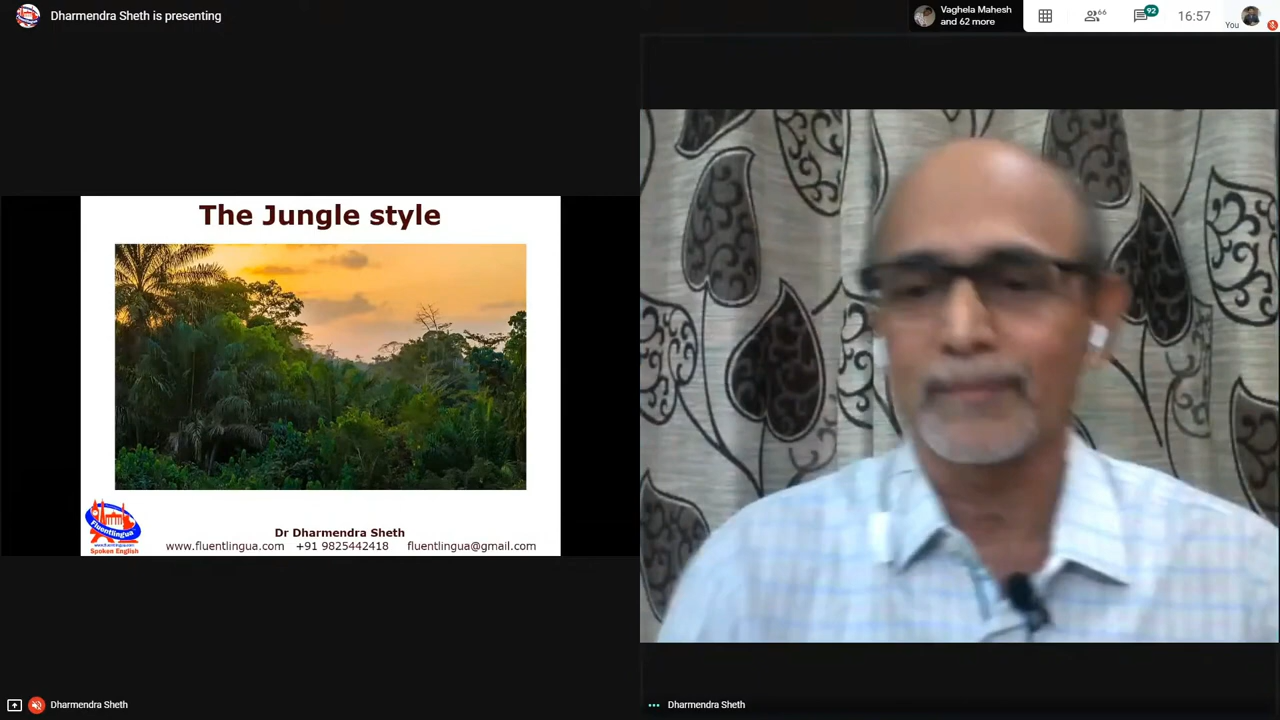 Dharmendra Sheth is presenting
Vaghela Mahesh
and 62 more
66
92
16:57
You
The Jungle style
Fluentlingua
Spoken English
Dr Dharmendra Sheth
www.fluentlingua.com +91 9825442418 fluentlingua@gmail.com
Dharmendra Sheth
Dharmendra Sheth